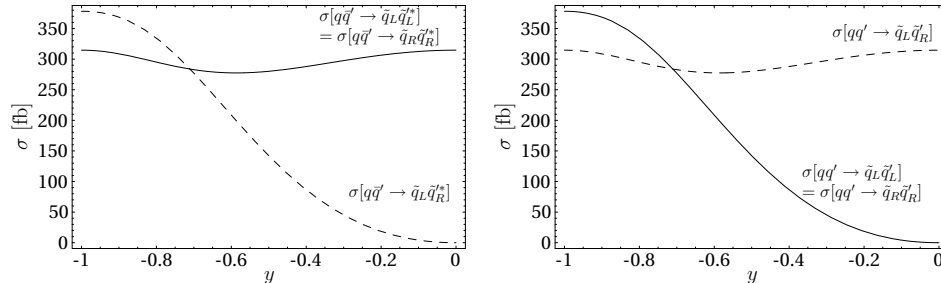 σ[qq̄′ → q̃_L q̃′*_L]
= σ[qq̄′ → q̃_R q̃′*_R]
350
300
250
200
150
100
50
0
σ [fb]
σ[qq̄′ → q̃_L q̃′*_R]
-1 -0.8 -0.6 -0.4 -0.2 0
y
σ[qq′ → q̃_L q̃′_R]
350
300
250
200
150
100
50
0
σ [fb]
σ[qq′ → q̃_L q̃′_L]
= σ[qq′ → q̃_R q̃′_R]
-1 -0.8 -0.6 -0.4 -0.2 0
y